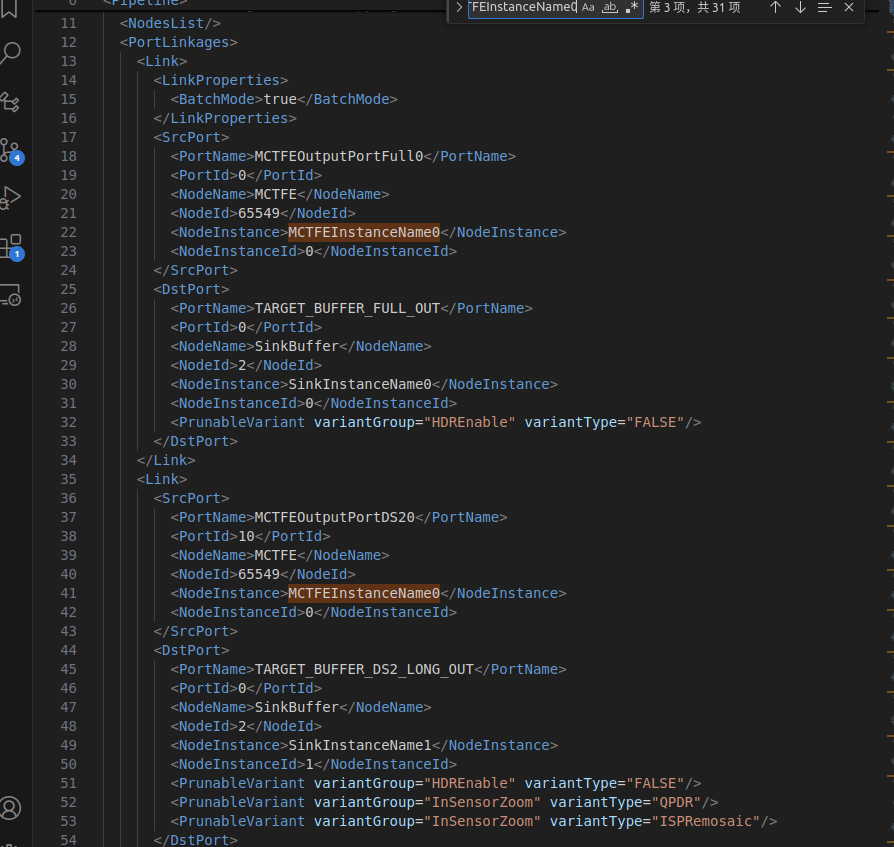 6 <Pipeline>
FEInstanceName0 Aa ab .* 第 3 项，共 31 项
11 <NodesList/>
12 <PortLinkages>
13 <Link>
14 <LinkProperties>
15 <BatchMode>true</BatchMode>
16 </LinkProperties>
17 <SrcPort>
18 <PortName>MCTFEOutputPortFull0</PortName>
19 <PortId>0</PortId>
20 <NodeName>MCTFE</NodeName>
21 <NodeId>65549</NodeId>
22 <NodeInstance>MCTFEInstanceName0</NodeInstance>
23 <NodeInstanceId>0</NodeInstanceId>
24 </SrcPort>
25 <DstPort>
26 <PortName>TARGET_BUFFER_FULL_OUT</PortName>
27 <PortId>0</PortId>
28 <NodeName>SinkBuffer</NodeName>
29 <NodeId>2</NodeId>
30 <NodeInstance>SinkInstanceName0</NodeInstance>
31 <NodeInstanceId>0</NodeInstanceId>
32 <PrunableVariant variantGroup="HDREnable" variantType="FALSE"/>
33 </DstPort>
34 </Link>
35 <Link>
36 <SrcPort>
37 <PortName>MCTFEOutputPortDS20</PortName>
38 <PortId>10</PortId>
39 <NodeName>MCTFE</NodeName>
40 <NodeId>65549</NodeId>
41 <NodeInstance>MCTFEInstanceName0</NodeInstance>
42 <NodeInstanceId>0</NodeInstanceId>
43 </SrcPort>
44 <DstPort>
45 <PortName>TARGET_BUFFER_DS2_LONG_OUT</PortName>
46 <PortId>0</PortId>
47 <NodeName>SinkBuffer</NodeName>
48 <NodeId>2</NodeId>
49 <NodeInstance>SinkInstanceName1</NodeInstance>
50 <NodeInstanceId>1</NodeInstanceId>
51 <PrunableVariant variantGroup="HDREnable" variantType="FALSE"/>
52 <PrunableVariant variantGroup="InSensorZoom" variantType="QPDR"/>
53 <PrunableVariant variantGroup="InSensorZoom" variantType="ISPRemosaic"/>
54 </DstPort>
4
1